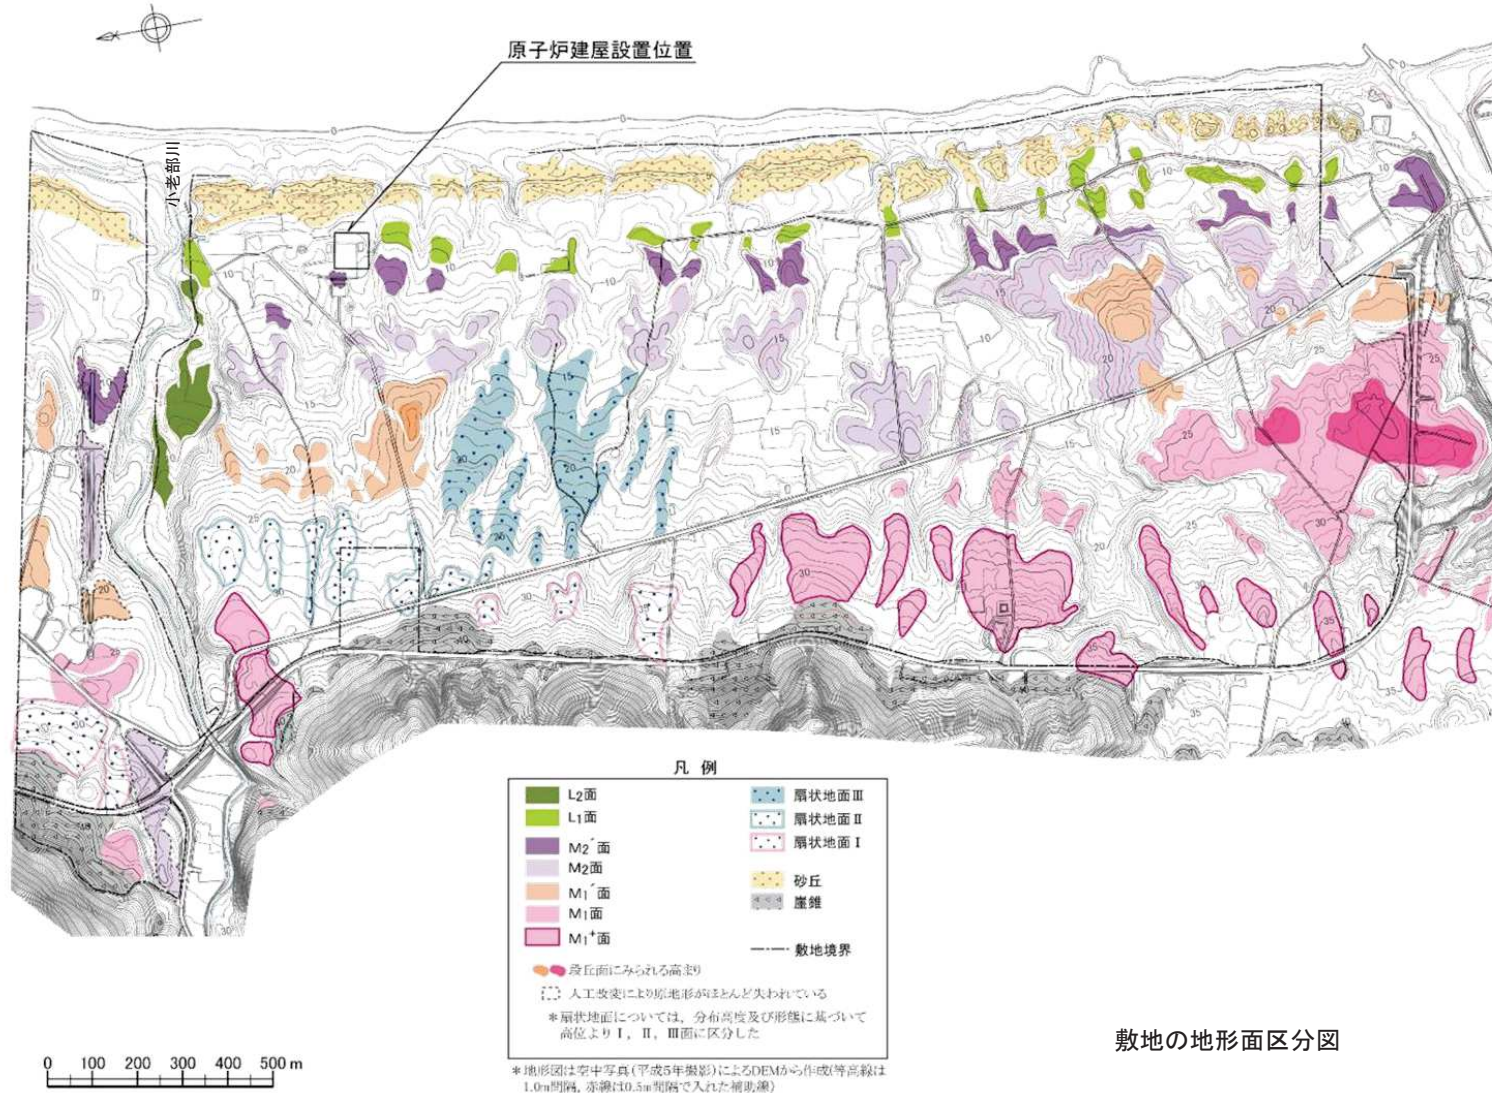 原子炉建屋設置位置
小老部川
凡 例
L2面
L1面
M2´面
M2面
M1´面
M1面
M1+面
扇状地面Ⅲ
扇状地面Ⅱ
扇状地面Ⅰ
砂丘
崖錐
敷地境界
段丘面にみられる高まり
人工改変により原地形がほとんど失われている
*扇状地面については,分布高度及び形態に基づいて
高位よりⅠ,Ⅱ,Ⅲ面に区分した
*地形図は空中写真(平成5年撮影)によるDEMから作成(等高線は
1.0m間隔,赤線は0.5m間隔で入れた補助線)
0 100 200 300 400 500 m
敷地の地形面区分図